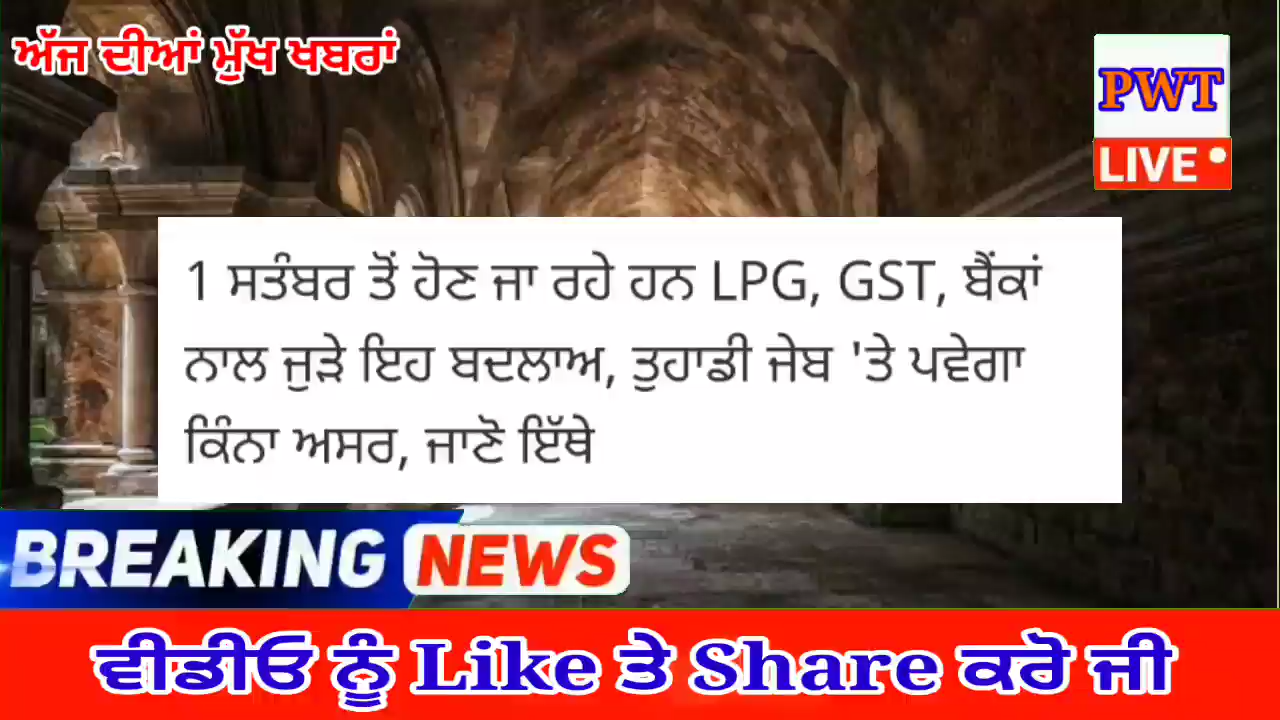 ਅੱਜ ਦੀਆਂ ਮੁੱਖ ਖਬਰਾਂ
PWT
LIVE
1 ਸਤੰਬਰ ਤੋਂ ਹੋਣ ਜਾ ਰਹੇ ਹਨ LPG, GST, ਬੈਂਕਾਂ
ਨਾਲ ਜੁੜੇ ਇਹ ਬਦਲਾਅ, ਤੁਹਾਡੀ ਜੇਬ 'ਤੇ ਪਵੇਗਾ
ਕਿੰਨਾ ਅਸਰ, ਜਾਣੋ ਇੱਥੇ
BREAKING NEWS
ਵੀਡੀਓ ਨੂੰ Like ਤੇ Share ਕਰੋ ਜੀ